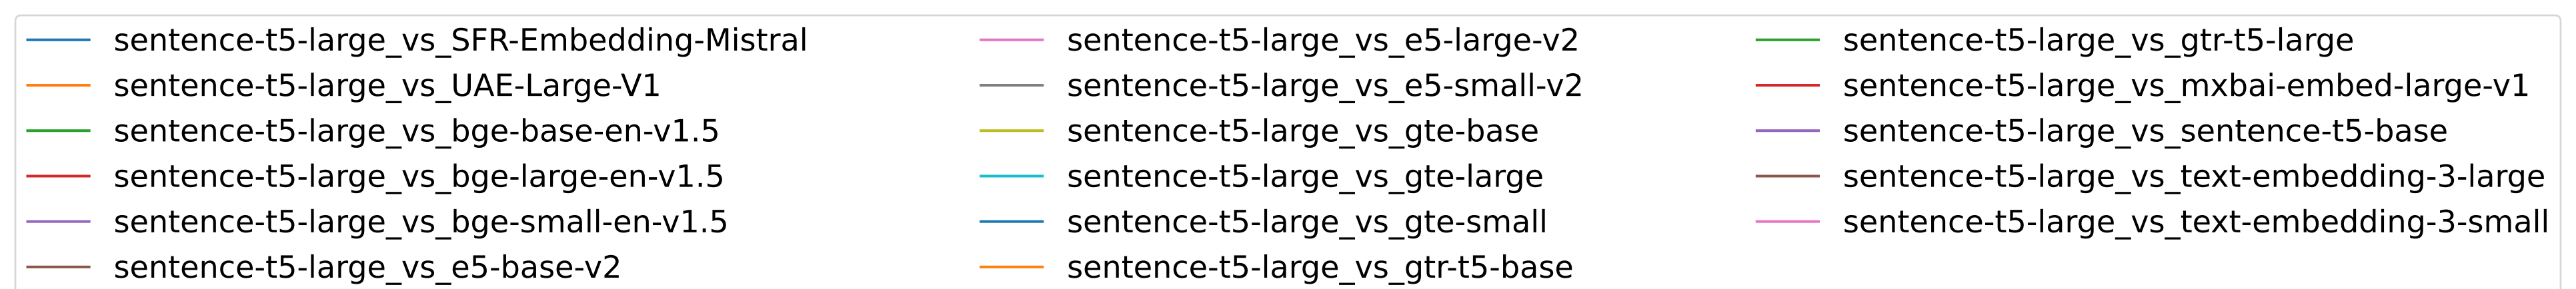 sentence-t5-large_vs_SFR-Embedding-Mistral
sentence-t5-large_vs_UAE-Large-V1
sentence-t5-large_vs_bge-base-en-v1.5
sentence-t5-large_vs_bge-large-en-v1.5
sentence-t5-large_vs_bge-small-en-v1.5
sentence-t5-large_vs_e5-base-v2
sentence-t5-large_vs_e5-large-v2
sentence-t5-large_vs_e5-small-v2
sentence-t5-large_vs_gte-base
sentence-t5-large_vs_gte-large
sentence-t5-large_vs_gte-small
sentence-t5-large_vs_gtr-t5-base
sentence-t5-large_vs_gtr-t5-large
sentence-t5-large_vs_mxbai-embed-large-v1
sentence-t5-large_vs_sentence-t5-base
sentence-t5-large_vs_text-embedding-3-large
sentence-t5-large_vs_text-embedding-3-small